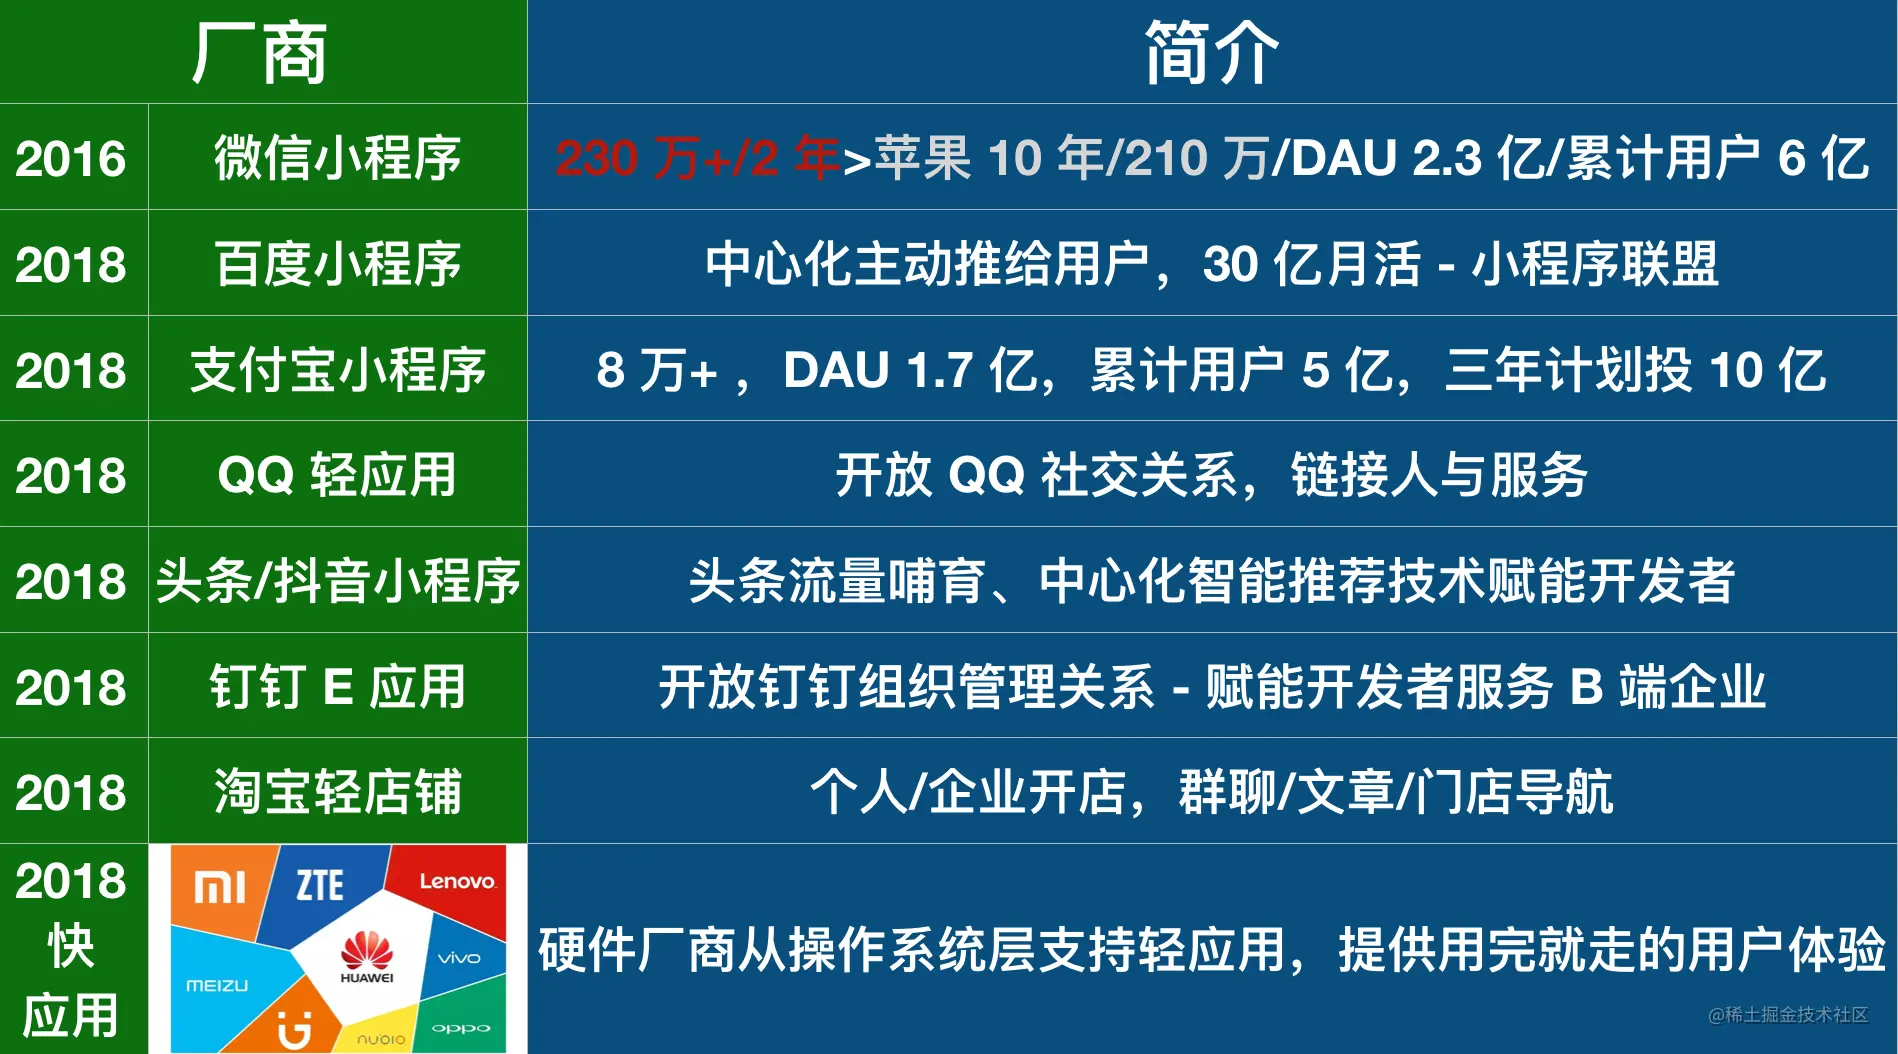 厂商
简介
2016
微信小程序
230 万+/2 年>苹果 10 年/210 万/DAU 2.3 亿/累计用户 6 亿
2018
百度小程序
中心化主动推给用户，30 亿月活 - 小程序联盟
2018
支付宝小程序
8 万+ ，DAU 1.7 亿，累计用户 5 亿，三年计划投 10 亿
2018
QQ 轻应用
开放 QQ 社交关系，链接人与服务
2018
头条/抖音小程序
头条流量哺育、中心化智能推荐技术赋能开发者
2018
钉钉 E 应用
开放钉钉组织管理关系 - 赋能开发者服务 B 端企业
2018
淘宝轻店铺
个人/企业开店，群聊/文章/门店导航
2018
快
应用
MI
ZTE
Lenovo
HUAWEI
vivo
MEIZU
nubia
oppo
硬件厂商从操作系统层支持轻应用，提供用完就走的用户体验
@稀土掘金技术社区